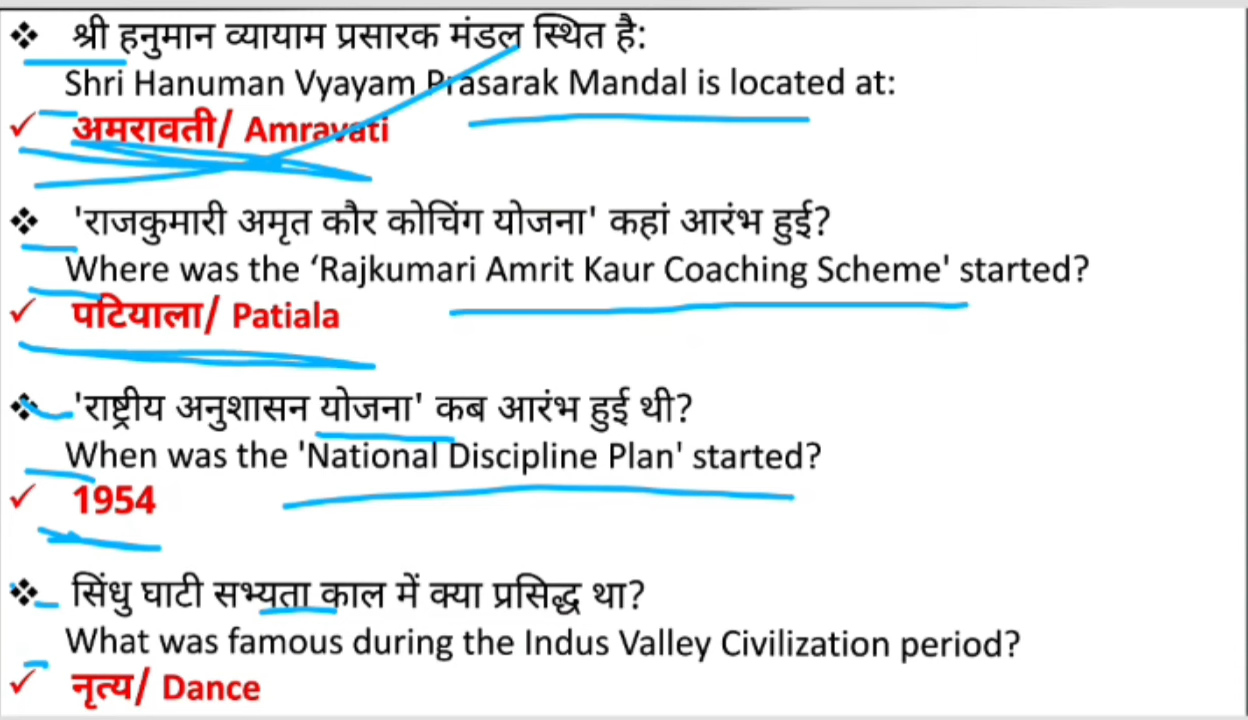 ❖ श्री हनुमान व्यायाम प्रसारक मंडल स्थित है:
Shri Hanuman Vyayam Prasarak Mandal is located at:
✓ अमरावती/ Amravati
❖ 'राजकुमारी अमृत कौर कोचिंग योजना' कहां आरंभ हुई?
Where was the ‘Rajkumari Amrit Kaur Coaching Scheme' started?
✓ पटियाला/ Patiala
❖ 'राष्ट्रीय अनुशासन योजना' कब आरंभ हुई थी?
When was the 'National Discipline Plan' started?
✓ 1954
❖ सिंधु घाटी सभ्यता काल में क्या प्रसिद्ध था?
What was famous during the Indus Valley Civilization period?
✓ नृत्य/ Dance